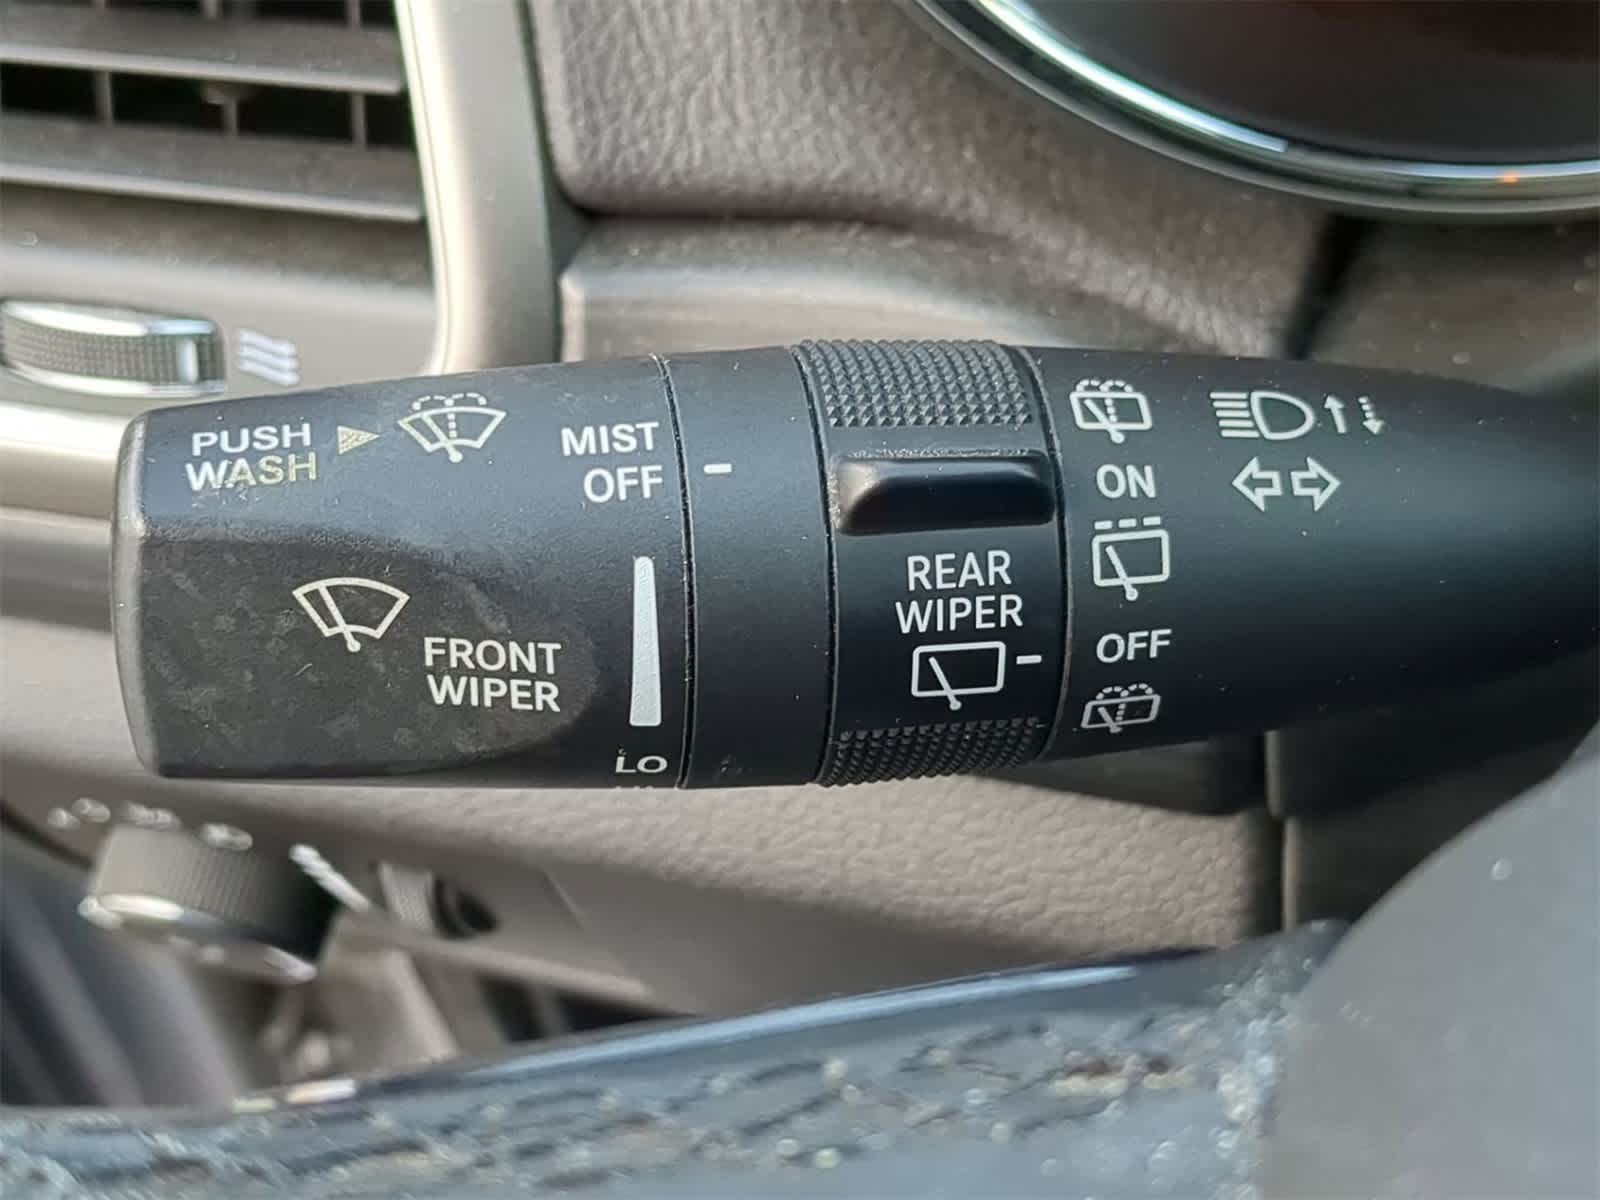 PUSH
WASH
MIST
OFF
FRONT
WIPER
LO
REAR
WIPER
ON
OFF